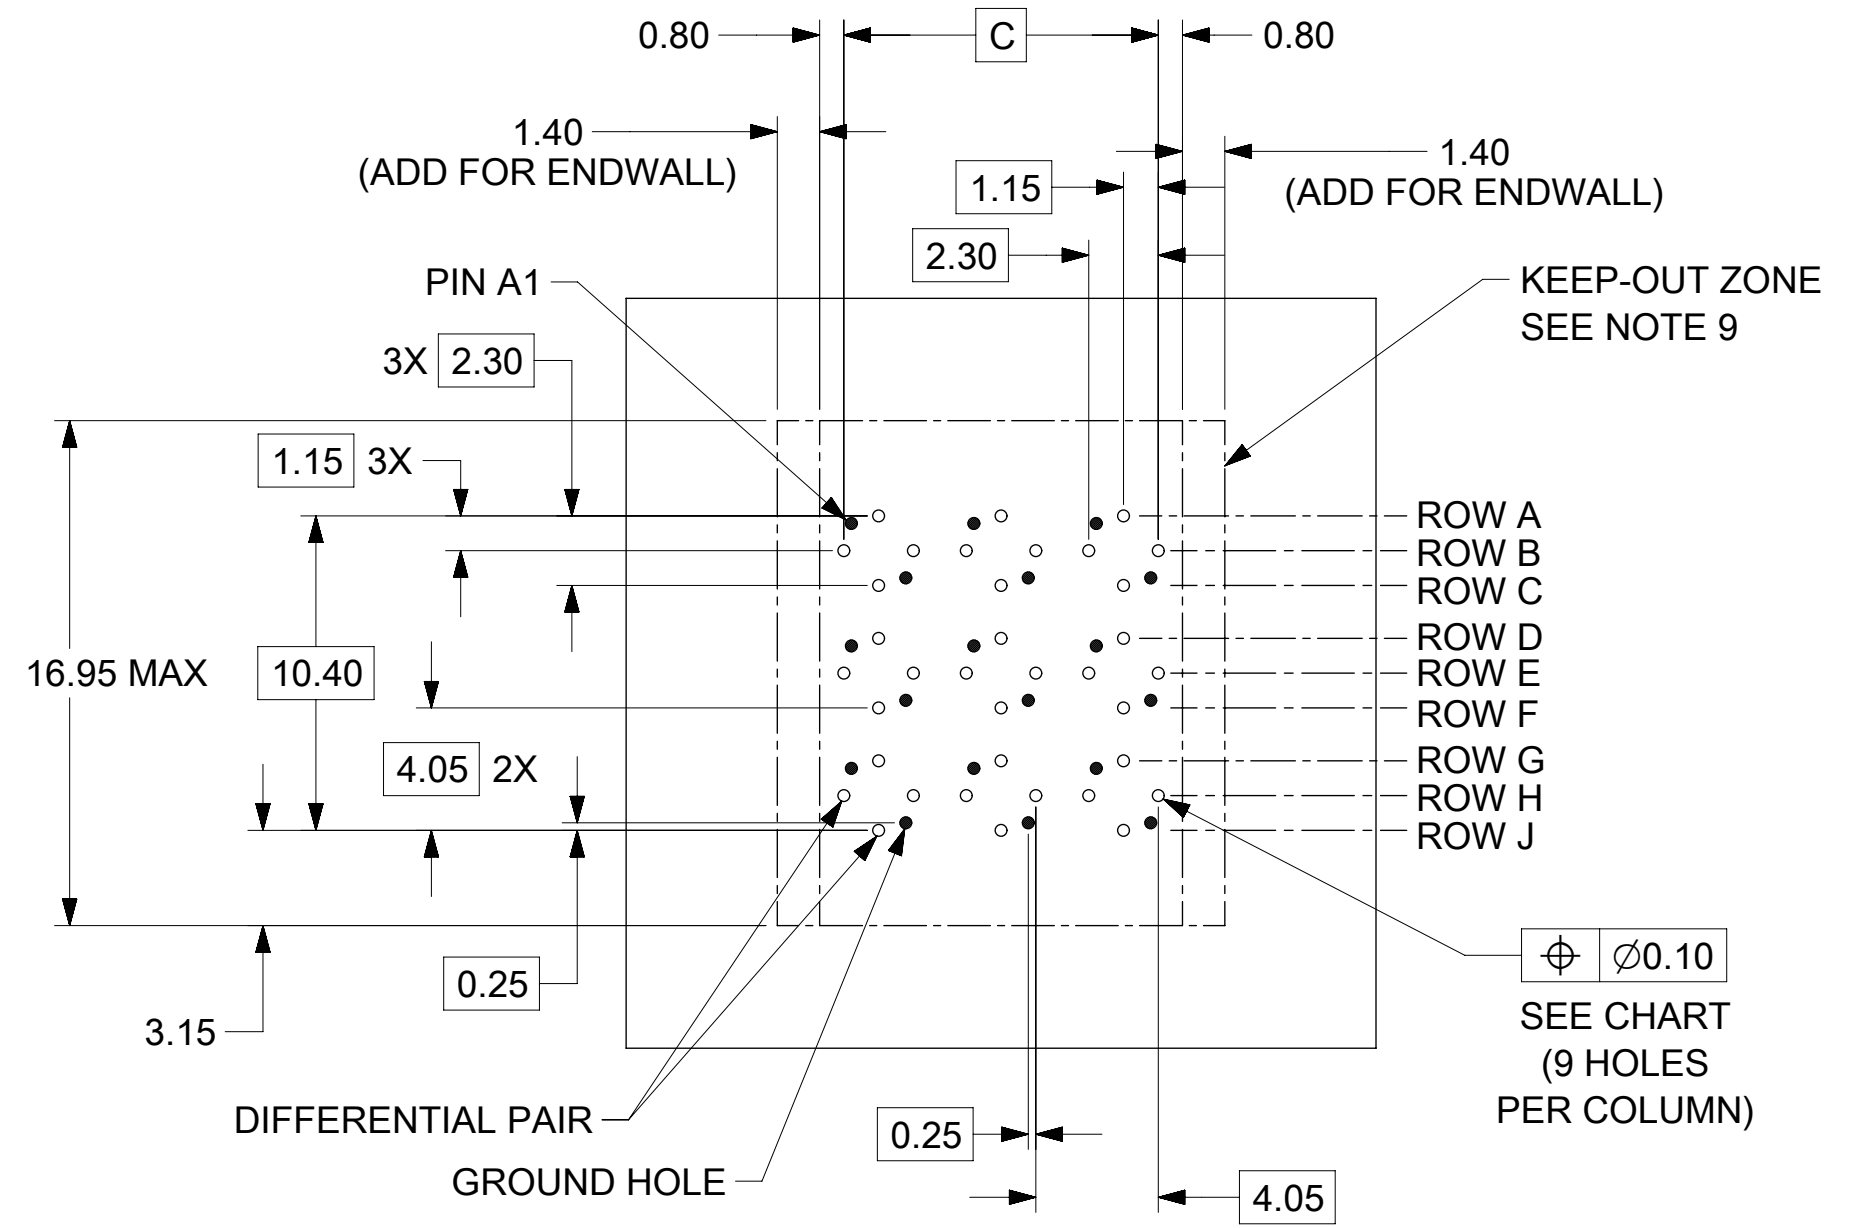 0.80
C
0.80
1.40
(ADD FOR ENDWALL)
1.40
(ADD FOR ENDWALL)
1.15
2.30
PIN A1
KEEP-OUT ZONE
SEE NOTE 9
3X 2.30
1.15 3X
ROW A
ROW B
ROW C
ROW D
ROW E
ROW F
ROW G
ROW H
ROW J
16.95 MAX
10.40
4.05 2X
0.25
3.15
⌖ ∅0.10
SEE CHART
(9 HOLES
PER COLUMN)
DIFFERENTIAL PAIR
GROUND HOLE
0.25
4.05